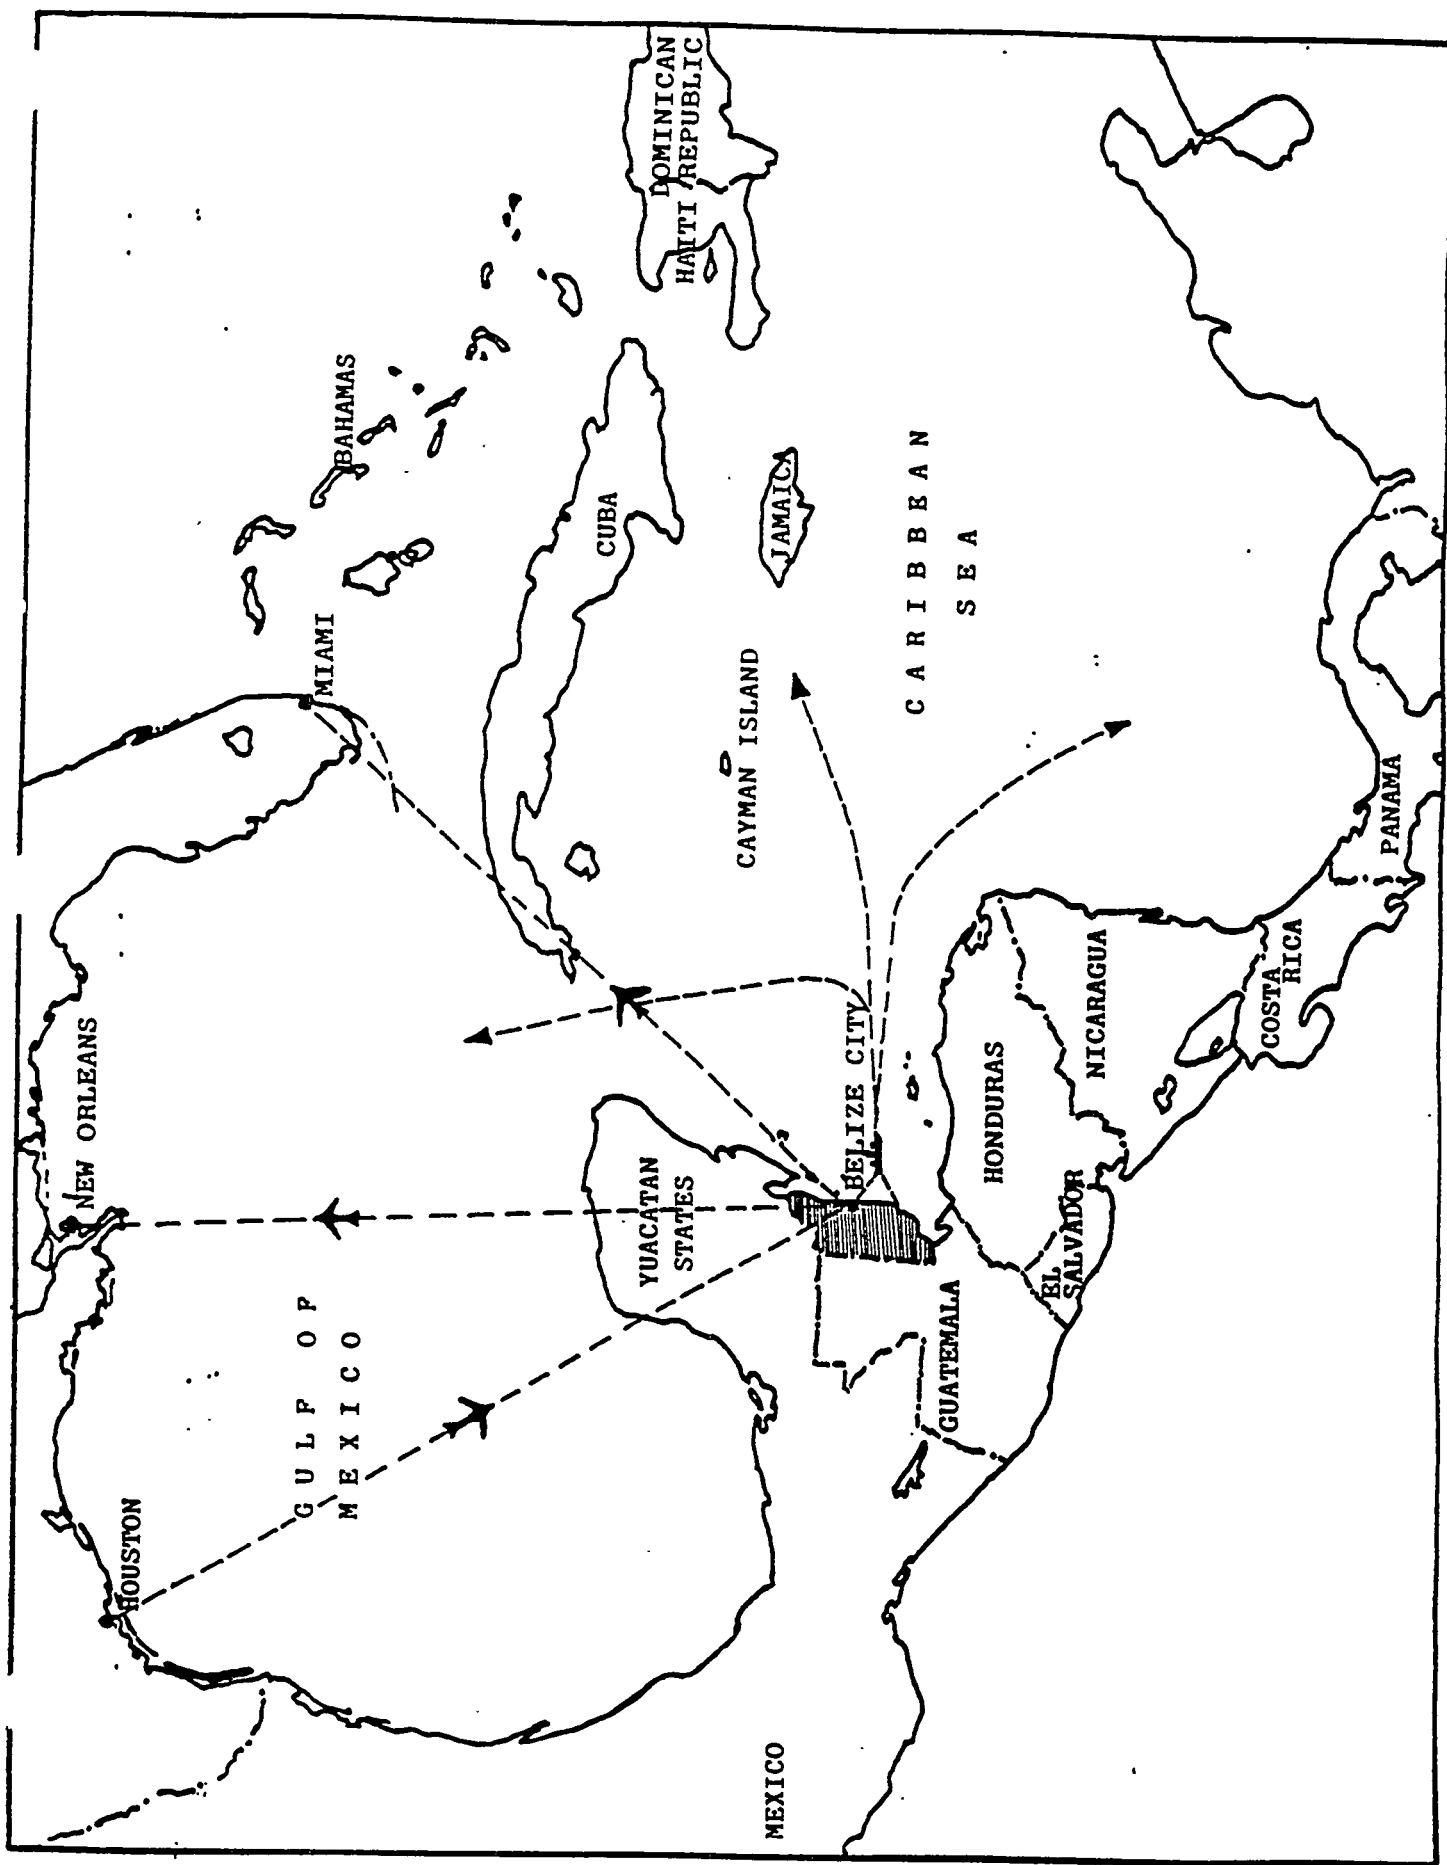 HOUSTON
NEW ORLEANS
GULF OF
MEXICO
MIAMI
BAHAMAS
CUBA
DOMINICAN
HAITI REPUBLIC
YUACATAN
STATES
CAYMAN ISLAND
JAMAICA
MEXICO
BELIZE CITY
CARIBBEAN
SEA
GUATEMALA
HONDURAS
EL
SALVADOR
NICARAGUA
COSTA
RICA
PANAMA